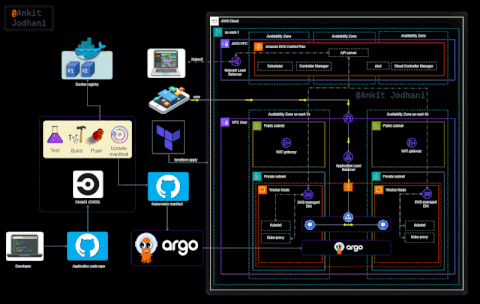 @Ankit
Jodhani
AWS Cloud
us-east-1
Availability Zone
Availability Zone
Availability Zone
AWS VPC
Amazon EKS Control Plan
API server
Kubectl
Network Load
Balancer
Scheduler
Controller Manager
etcd
Cloud Controller Manager
Docker registry
user
@Ankit Jodhani
Availability Zone us-east-1a
Availability Zone us-east-1b
VPC User
Public subnet
Public subnet
Test
Build
Push
Update
manifest
NAT gateway
NAT gateway
terraform apply
Application Load
Balancer
Private subnet
Private subnet
CircleCI (CI/CD)
Kubernetes manifest
Worker Node
Worker Node
EKS managed
ENI
EKS managed
ENI
Kubelet
Kubelet
Kube-proxy
Kube-proxy
argo
argo
Developer
Application code repo